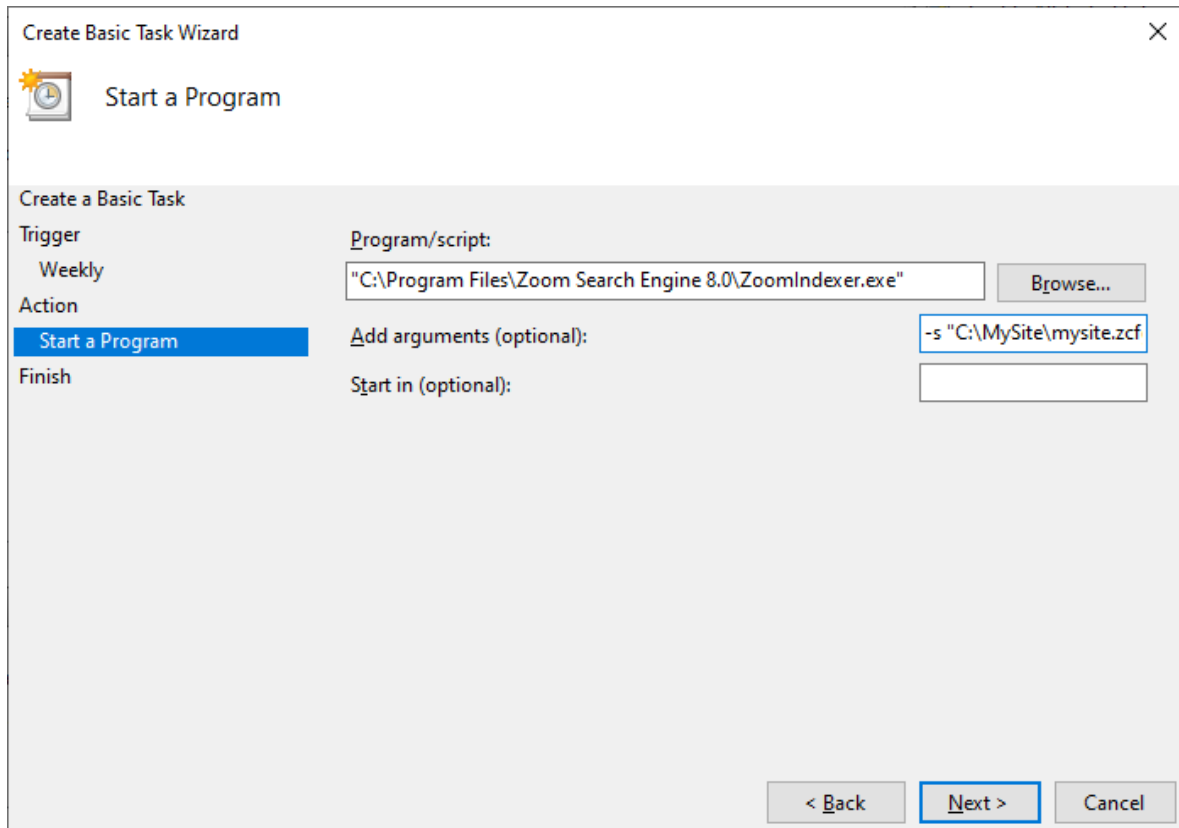 Create Basic Task Wizard
Start a Program
Create a Basic Task
Trigger
Weekly
Action
Start a Program
Finish
Program/script:
"C:\Program Files\Zoom Search Engine 8.0\ZoomIndexer.exe"
Browse...
Add arguments (optional):
-s "C:\MySite\mysite.zcf
Start in (optional):
< Back
Next >
Cancel